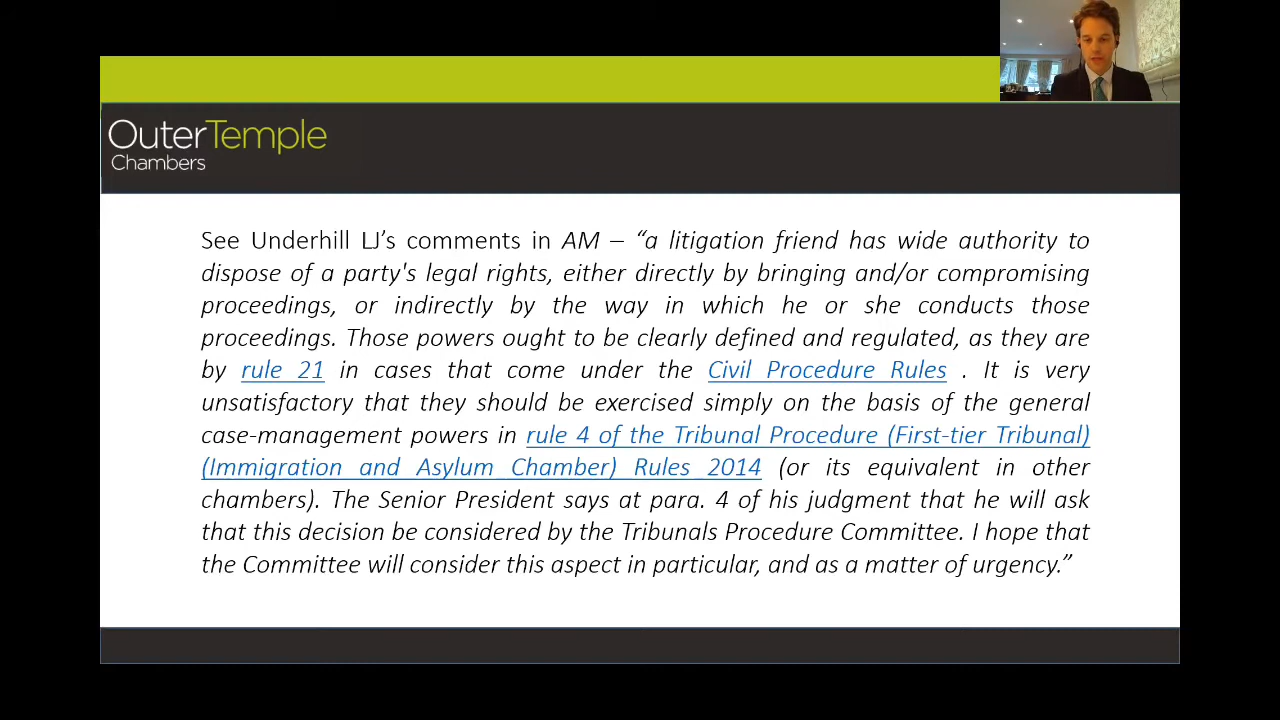 OuterTemple
Chambers
See Underhill LJ’s comments in AM – “a litigation friend has wide authority to
dispose of a party's legal rights, either directly by bringing and/or compromising
proceedings, or indirectly by the way in which he or she conducts those
proceedings. Those powers ought to be clearly defined and regulated, as they are
by rule 21 in cases that come under the Civil Procedure Rules . It is very
unsatisfactory that they should be exercised simply on the basis of the general
case-management powers in rule 4 of the Tribunal Procedure (First-tier Tribunal)
(Immigration and Asylum Chamber) Rules 2014 (or its equivalent in other
chambers). The Senior President says at para. 4 of his judgment that he will ask
that this decision be considered by the Tribunals Procedure Committee. I hope that
the Committee will consider this aspect in particular, and as a matter of urgency.”